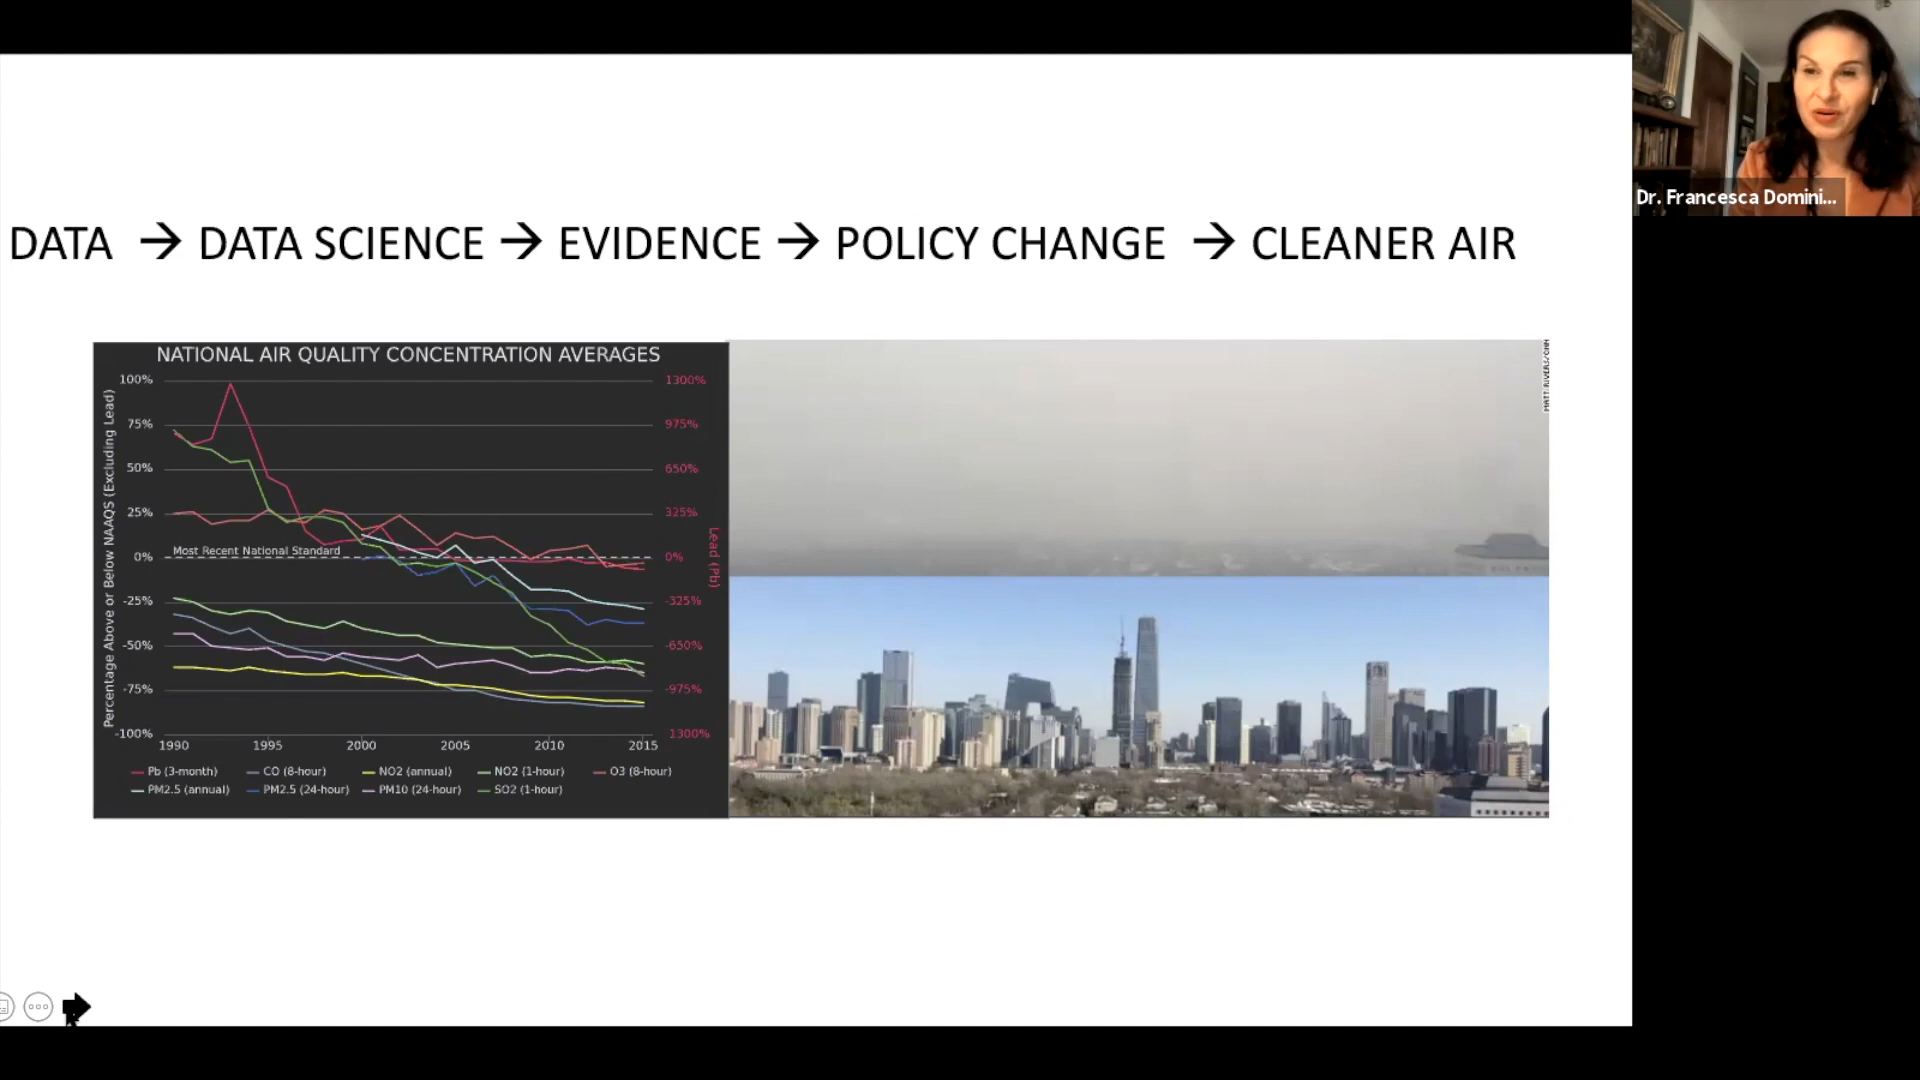 Dr. Francesca Domini...
DATA → DATA SCIENCE → EVIDENCE → POLICY CHANGE → CLEANER AIR
NATIONAL AIR QUALITY CONCENTRATION AVERAGES
Percentage Above or Below NAAQS (Excluding Lead)
100%
75%
50%
25%
0%
-25%
-50%
-75%
-100%
Most Recent National Standard
1300%
975%
650%
325%
0%
-325%
-650%
-975%
1300%
Lead (Pb)
1990 1995 2000 2005 2010 2015
Pb (3-month) CO (8-hour) NO2 (annual) NO2 (1-hour) O3 (8-hour)
PM2.5 (annual) PM2.5 (24-hour) PM10 (24-hour) SO2 (1-hour)
MATT RIVERS/CNN